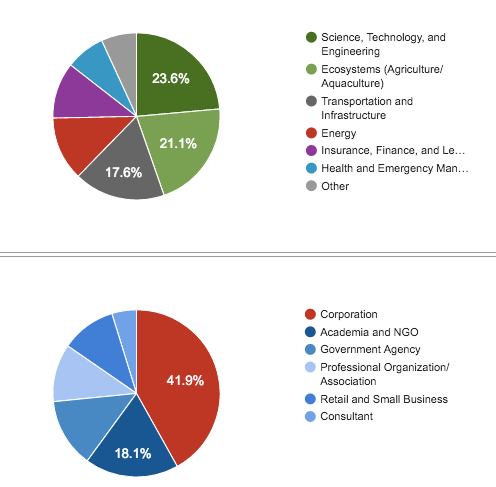 23.6%
21.1%
17.6%
Science, Technology, and
Engineering
Ecosystems (Agriculture/
Aquaculture)
Transportation and
Infrastructure
Energy
Insurance, Finance, and Le…
Health and Emergency Man…
Other
41.9%
18.1%
Corporation
Academia and NGO
Government Agency
Professional Organization/
Association
Retail and Small Business
Consultant